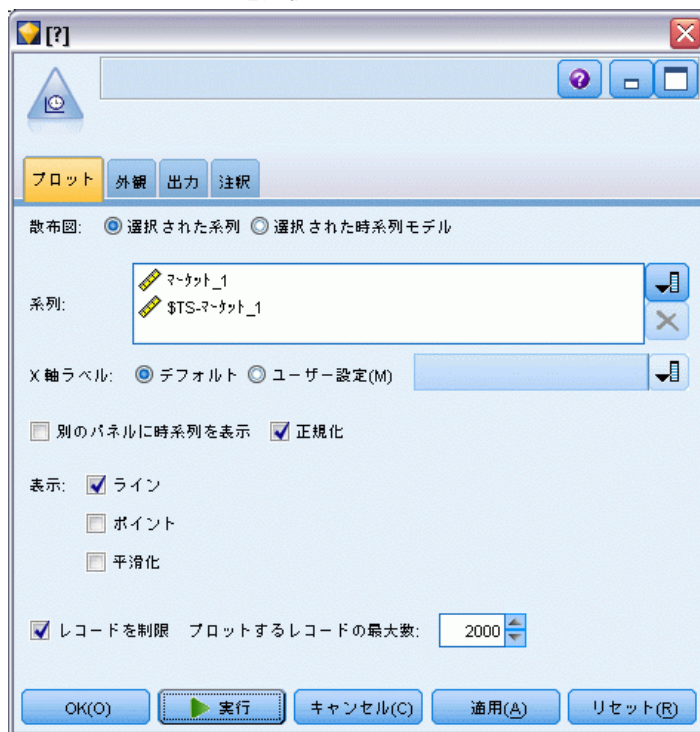 [?]
プロット 外観 出力 注釈
散布図: 選択された系列 選択された時系列モデル
系列:
ﾏｰｹｯﾄ_1
$TS-ﾏｰｹｯﾄ_1
X 軸ラベル: デフォルト ユーザー設定(M)
別のパネルに時系列を表示 正規化
表示: ライン
ポイント
平滑化
レコードを制限 プロットするレコードの最大数: 2000
OK(O) 実行 キャンセル(C) 適用(A) リセット(R)